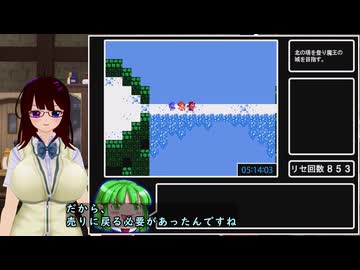 北の塔を登り魔王の
城を目指す。
05:14:03
リセ回数８５３
だから、
売りに戻る必要があったんですね